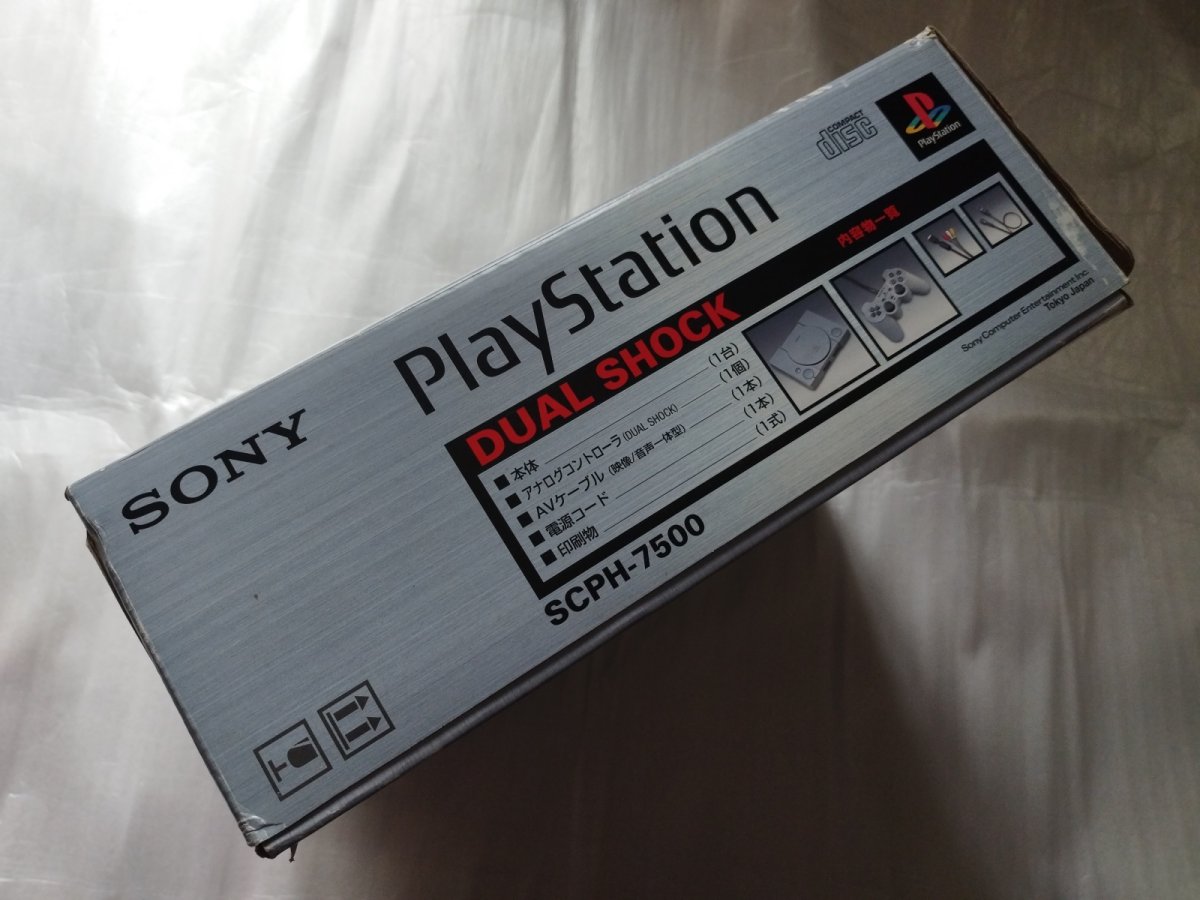 SONY
PlayStation
COMPACT
disc
PlayStation
DUAL SHOCK
内容物一覧
■本体 (1台)
■アナログコントローラ(DUAL SHOCK) (1個)
■AVケーブル(映像/音声一体型) (1本)
■電源コード (1本)
■印刷物 (1式)
SCPH-7500
Sony Computer Entertainment Inc.
Tokyo Japan